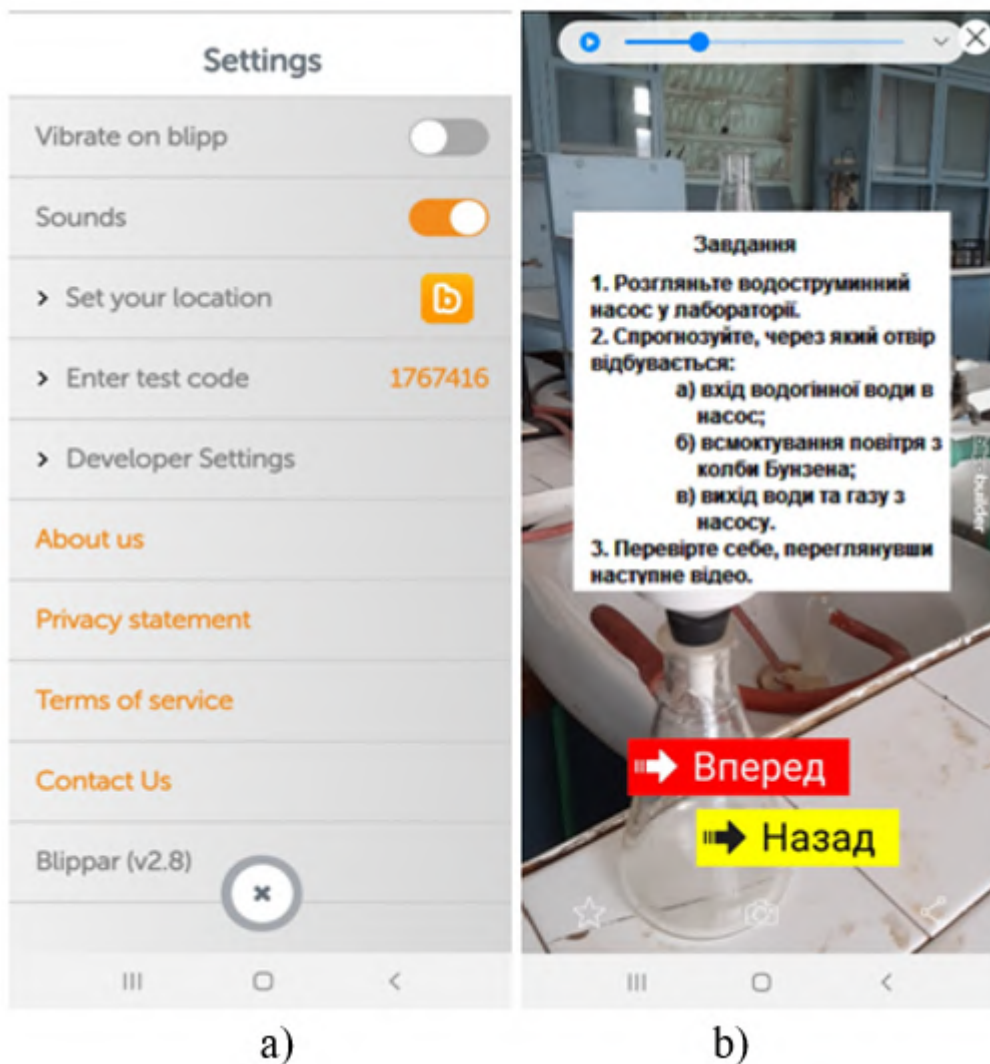 Settings
Vibrate on blipp
Sounds
> Set your location
b
> Enter test code 1767416
> Developer Settings
About us
Privacy statement
Terms of service
Contact Us
Blippar (v2.8)
a)
Завдання
1. Розгляньте водоструминний
насос у лабораторії.
2. Спрогнозуйте, через який отвір
відбувається:
а) вхід водогінної води в
насос;
б) всмоктування повітря з
колби Бунзена;
в) вихід води та газу з
насосу.
3. Перевірте себе, переглянувши
наступне відео.
builder
Вперед
Назад
b)